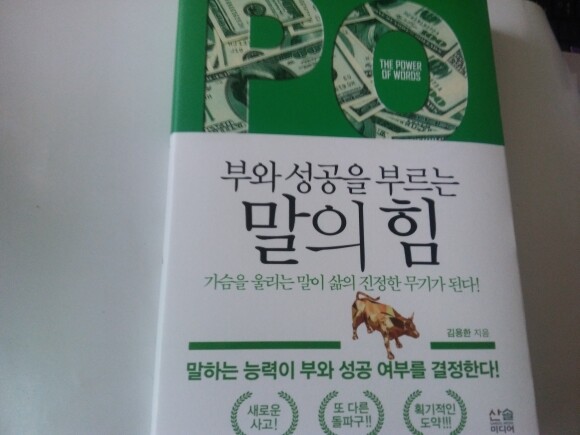 PO
THE POWER
OF WORDS
부와 성공을 부르는
말의 힘
가슴을 울리는 말이 삶의 진정한 무기가 된다!
김용환 지음
말하는 능력이 부와 성공 여부를 결정한다!
새로운
사고!
또 다른
돌파구!!
획기적인
도약!!!
산솔
미디어